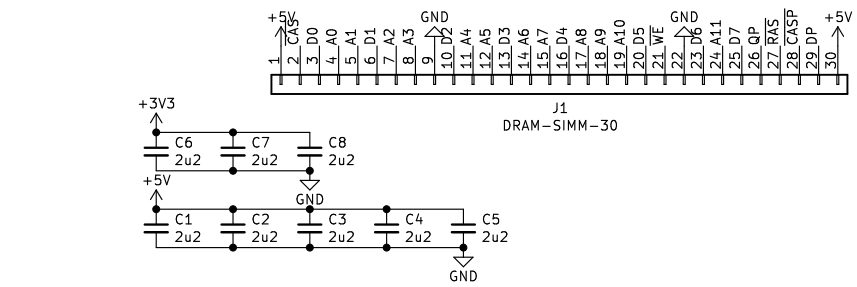 +5V GND GND +5V
1 2 CAS 3 D0 4 A0 5 A1 6 D1 7 A2 8 A3 9 10 D2 11 A4 12 A5 13 D3 14 A6 15 A7 16 D4 17 A8 18 A9 19 A10 20 D5 21 WE 22 23 D6 24 A11 25 D7 26 QP 27 RAS 28 CASP 29 DP 30
J1
DRAM-SIMM-30
+3V3
C6 C7 C8
2u2 2u2 2u2
+5V
GND
C1 C2 C3 C4 C5
2u2 2u2 2u2 2u2 2u2
GND